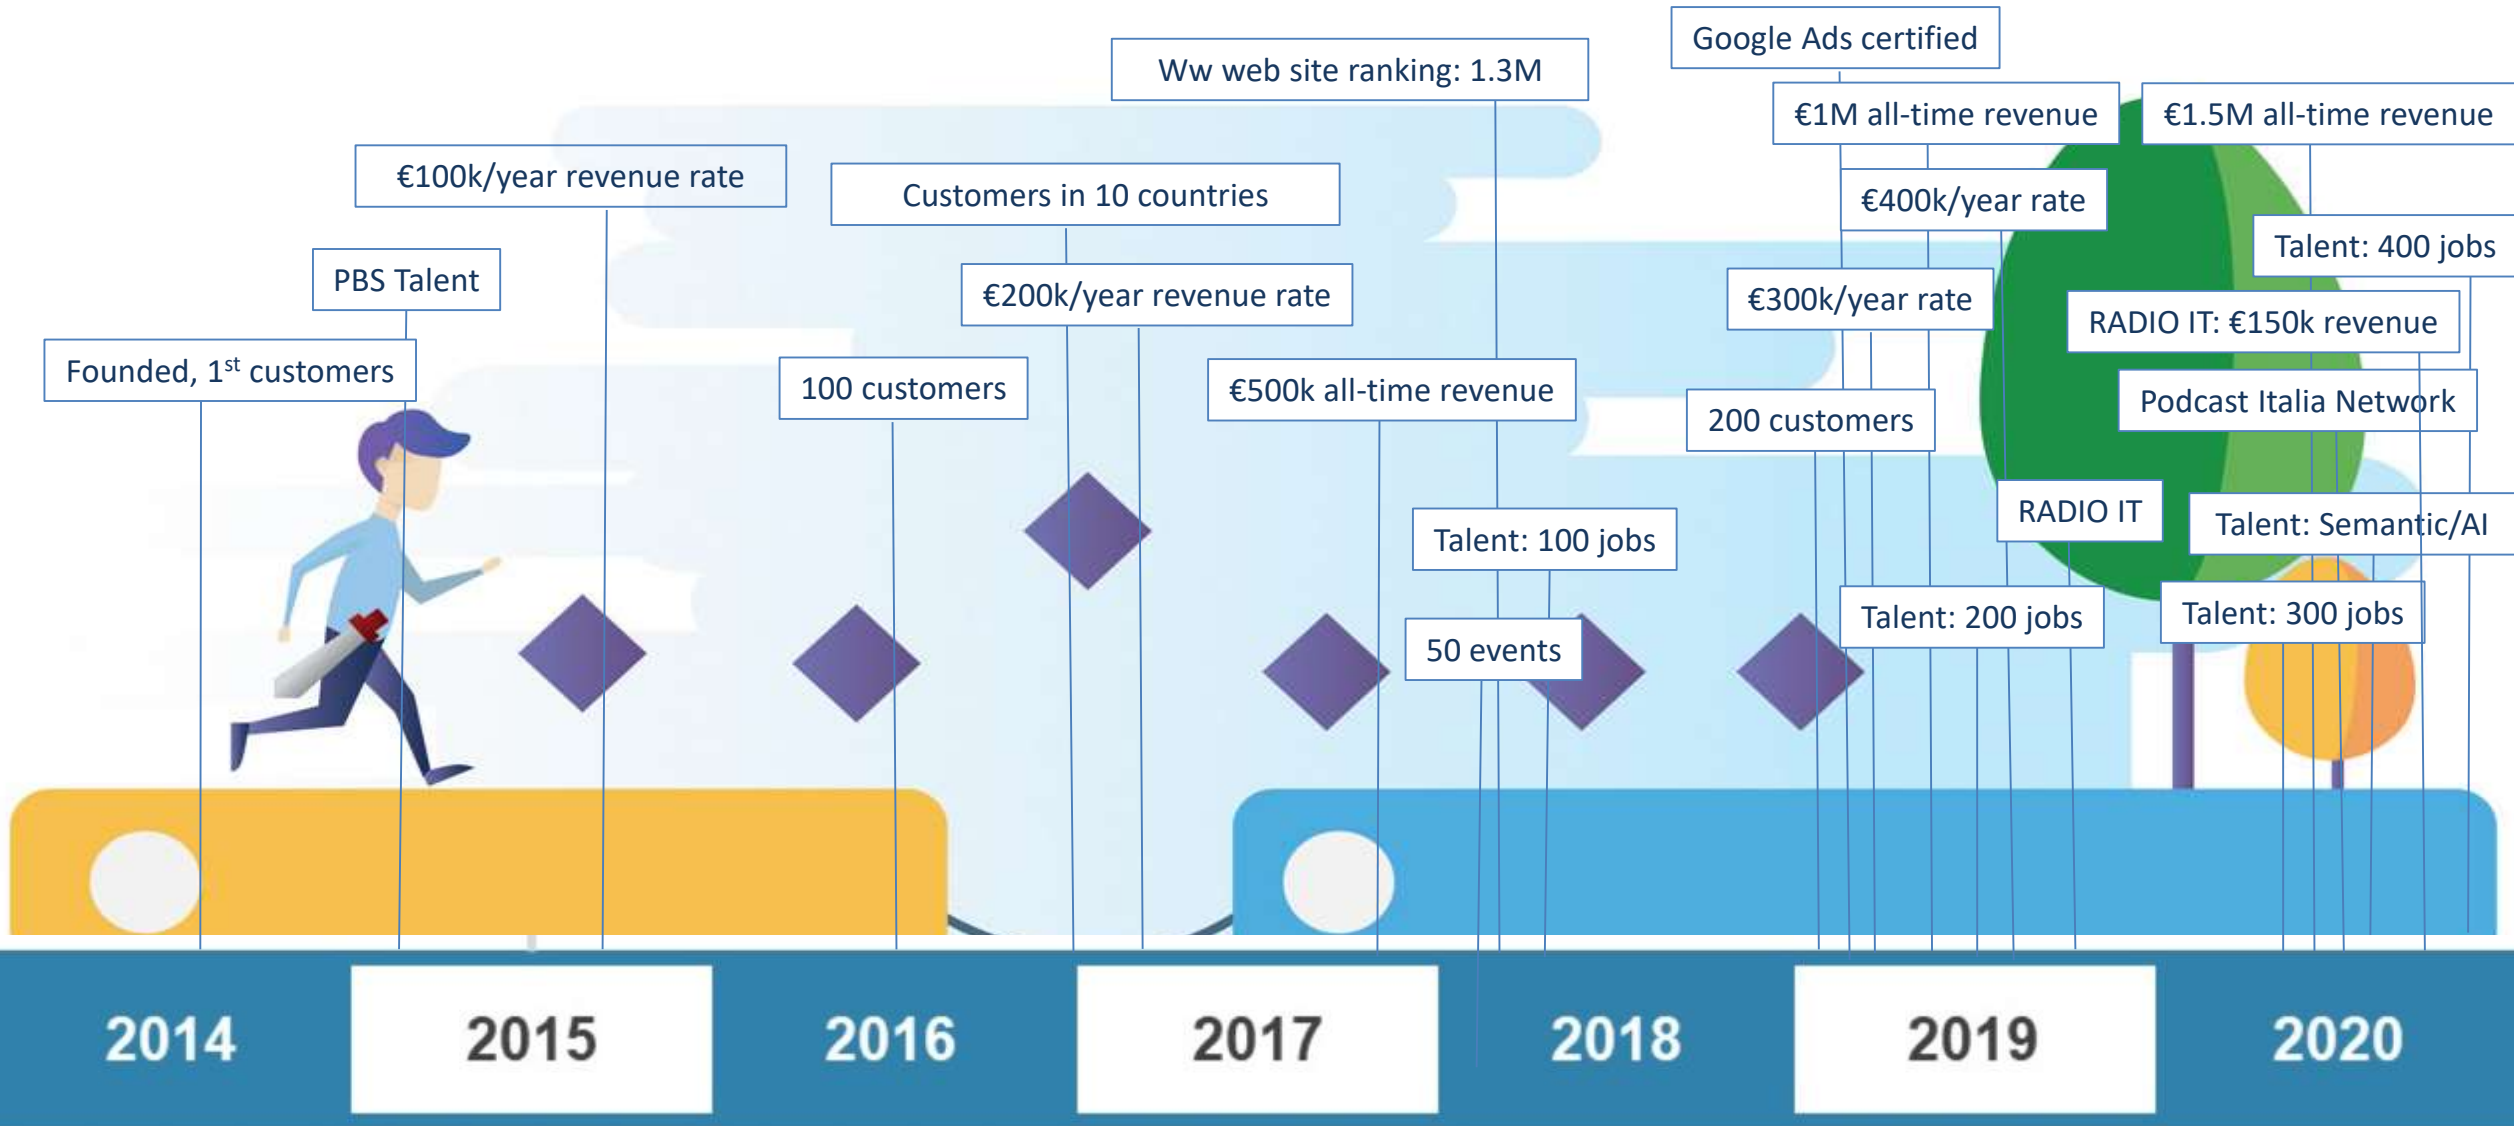 Google Ads certified
Ww web site ranking: 1.3M
€1M all-time revenue
€1.5M all-time revenue
€100k/year revenue rate
Customers in 10 countries
€400k/year rate
Talent: 400 jobs
PBS Talent
€200k/year revenue rate
€300k/year rate
RADIO IT: €150k revenue
Founded, 1st customers
100 customers
€500k all-time revenue
200 customers
Podcast Italia Network
RADIO IT
Talent: Semantic/AI
Talent: 100 jobs
Talent: 200 jobs
Talent: 300 jobs
50 events
2014
2015
2016
2017
2018
2019
2020